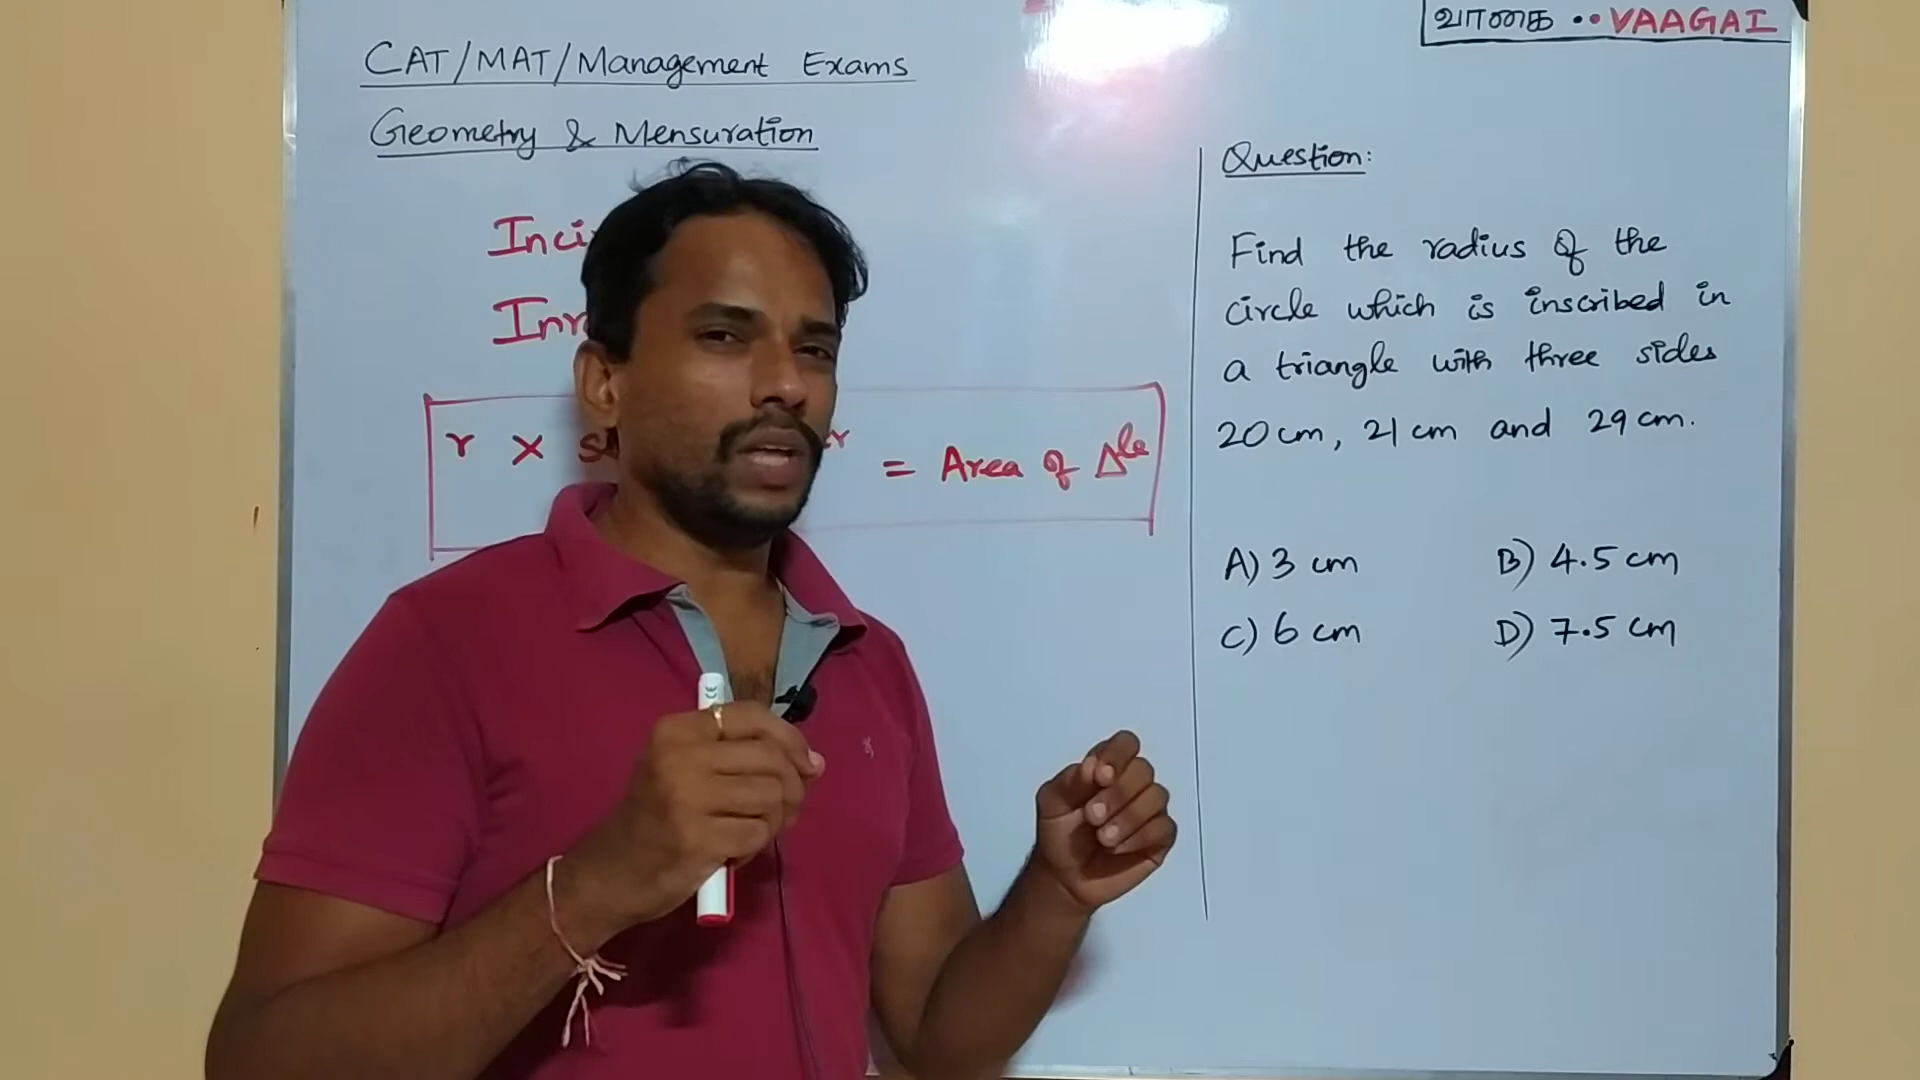 வாகை ..VAAGAI
CAT/MAT/Management Exams
Geometry & Mensuration
r X
= Area of Δle
Question:
Find the radius of the
circle which is inscribed in
a triangle with three sides
20 cm, 21 cm and 29 cm.
A) 3 cm B) 4.5 cm
C) 6 cm D) 7.5 cm